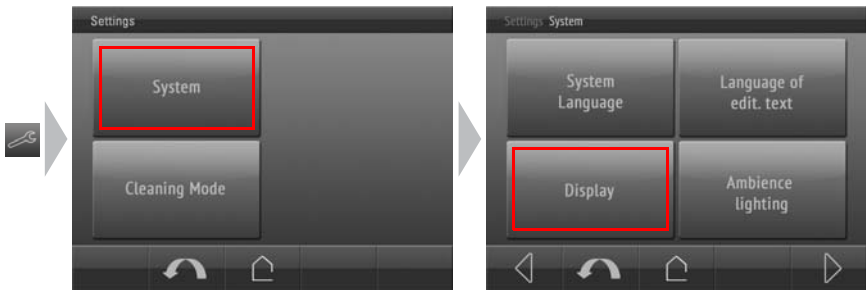 Settings
System
Cleaning Mode
Settings System
System
Language
Language of
edit. text
Display
Ambience
lighting